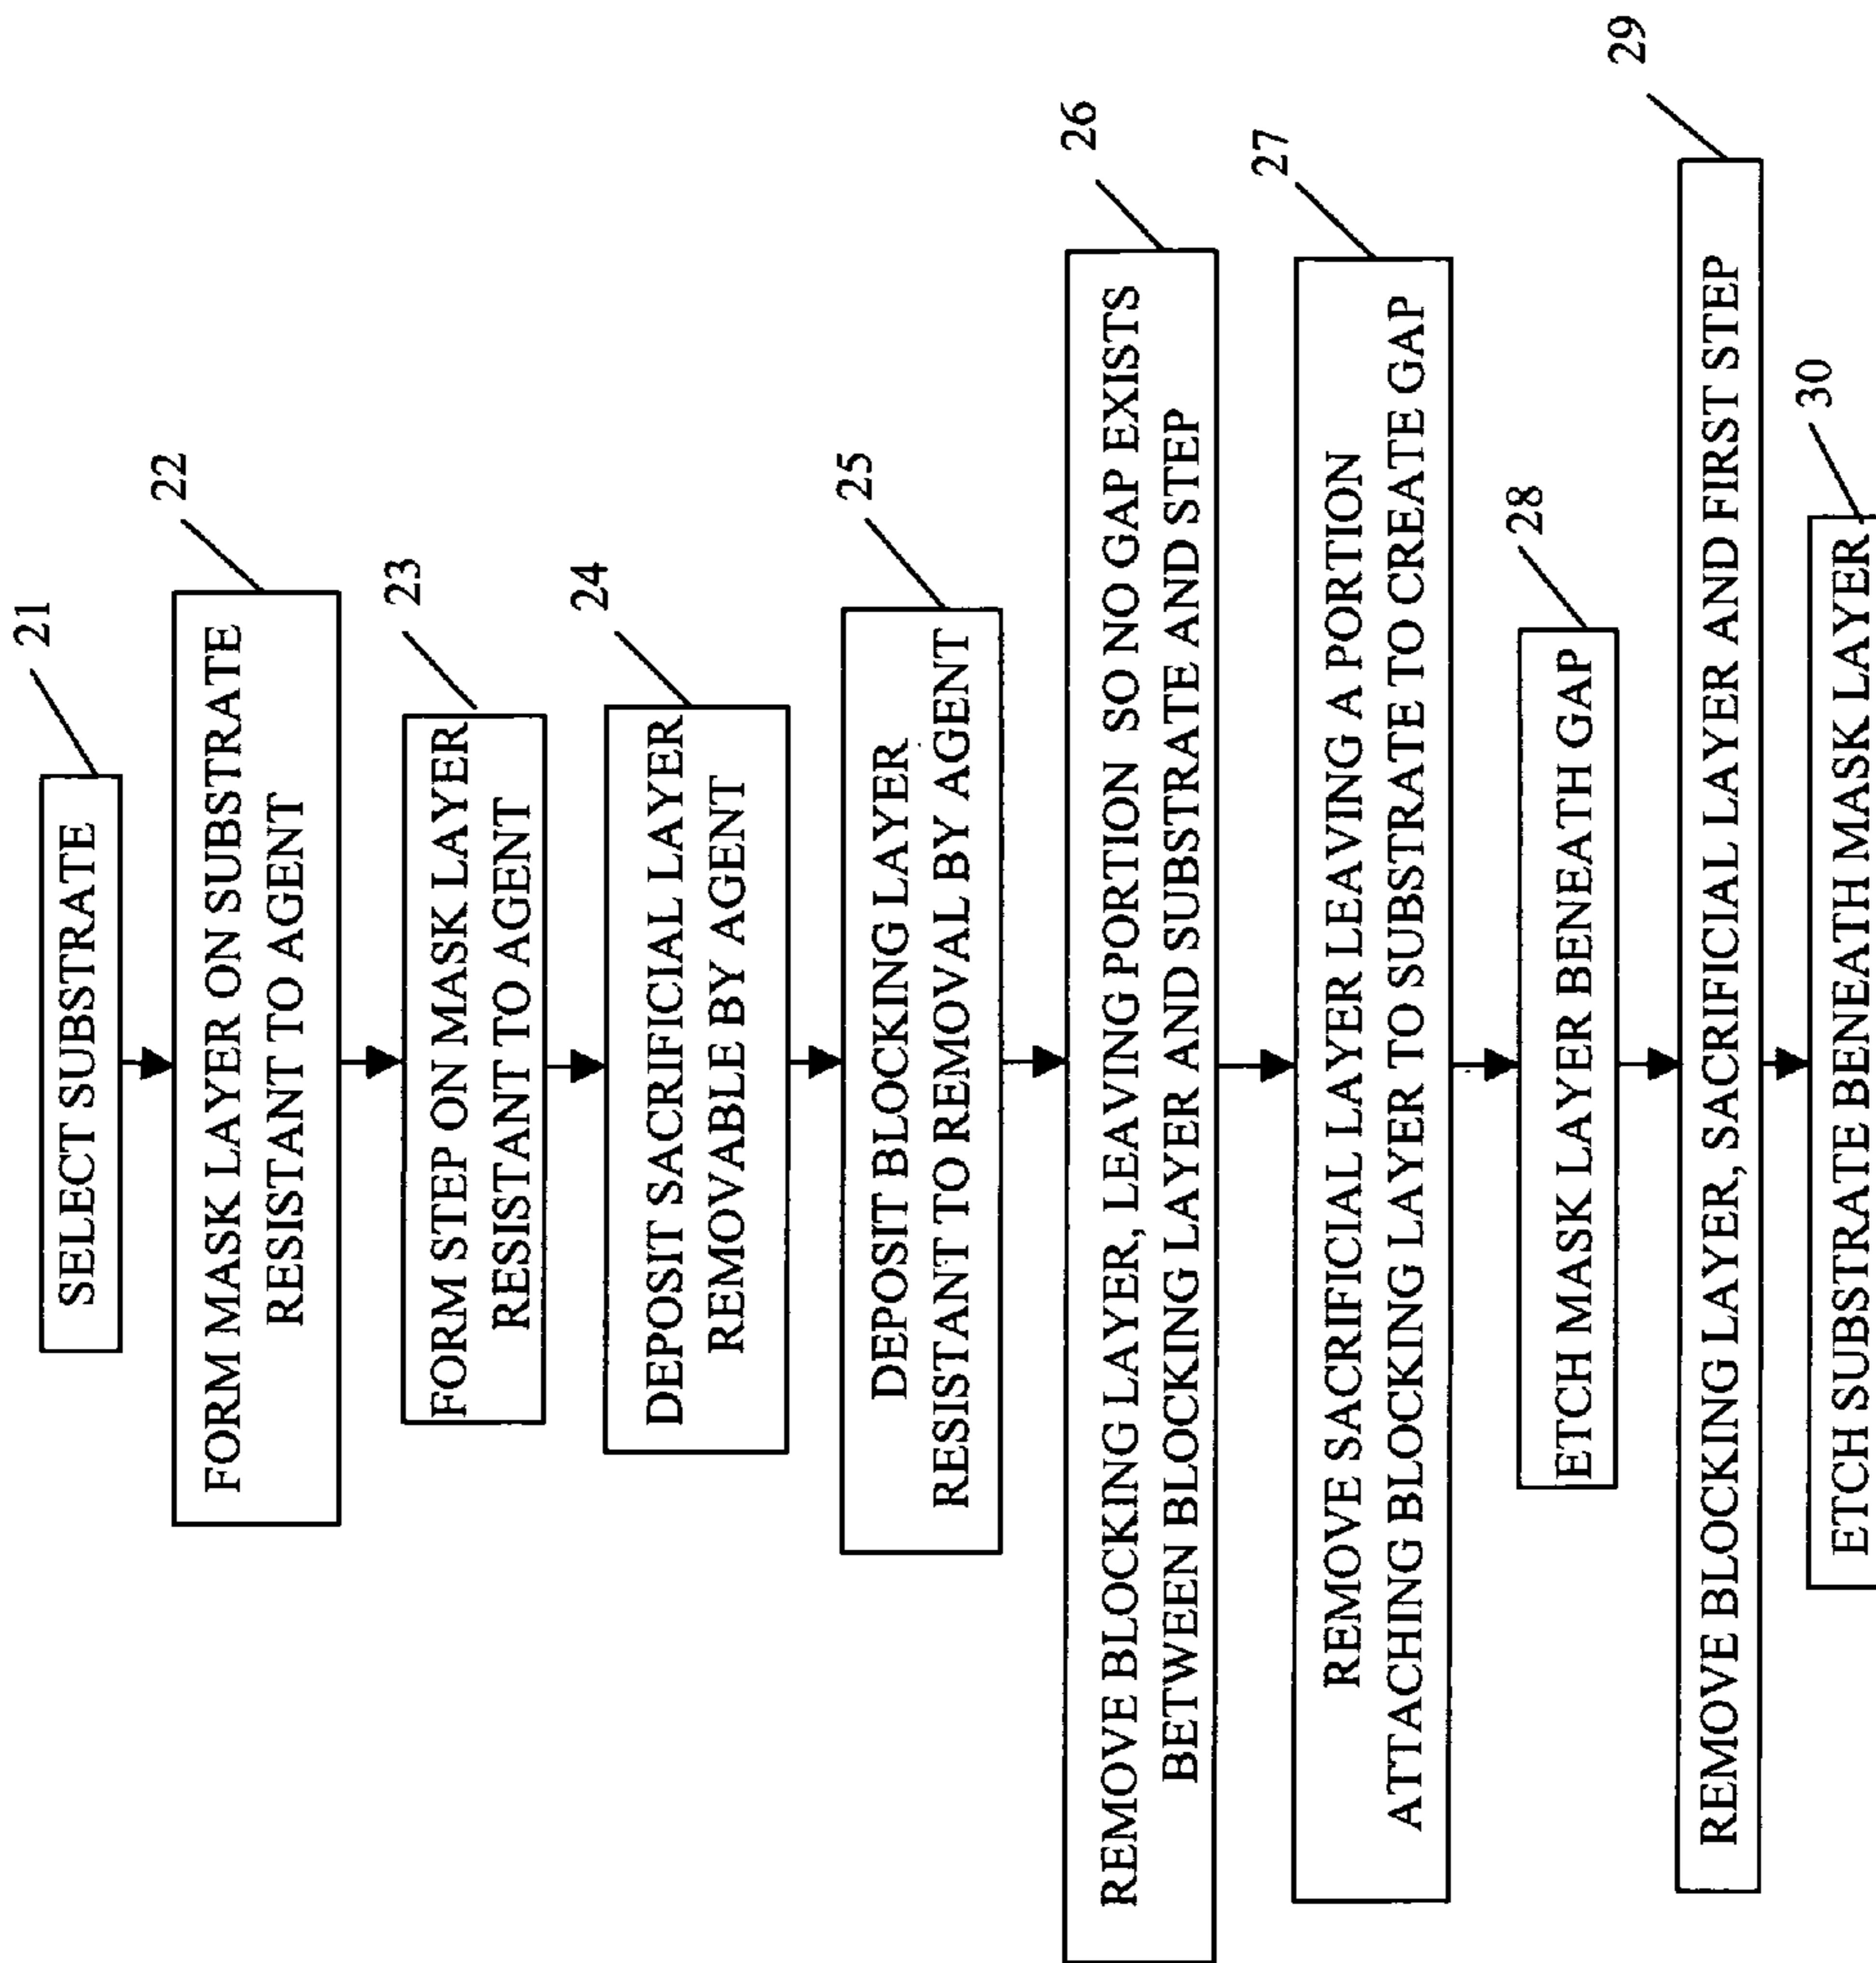 21
SELECT SUBSTRATE
22
FORM MASK LAYER ON SUBSTRATE
RESISTANT TO AGENT
23
FORM STEP ON MASK LAYER
RESISTANT TO AGENT
24
DEPOSIT SACRIFICIAL LAYER
REMOVABLE BY AGENT
25
DEPOSIT BLOCKING LAYER
RESISTANT TO REMOVAL BY AGENT
26
REMOVE BLOCKING LAYER, LEAVING PORTION SO NO GAP EXISTS
BETWEEN BLOCKING LAYER AND SUBSTRATE AND STEP
27
REMOVE SACRIFICIAL LAYER LEAVING A PORTION
ATTACHING BLOCKING LAYER TO SUBSTRATE TO CREATE GAP
28
ETCH MASK LAYER BENEATH GAP
29
REMOVE BLOCKING LAYER, SACRIFICIAL LAYER AND FIRST STEP
30
ETCH SUBSTRATE BENEATH MASK LAYER